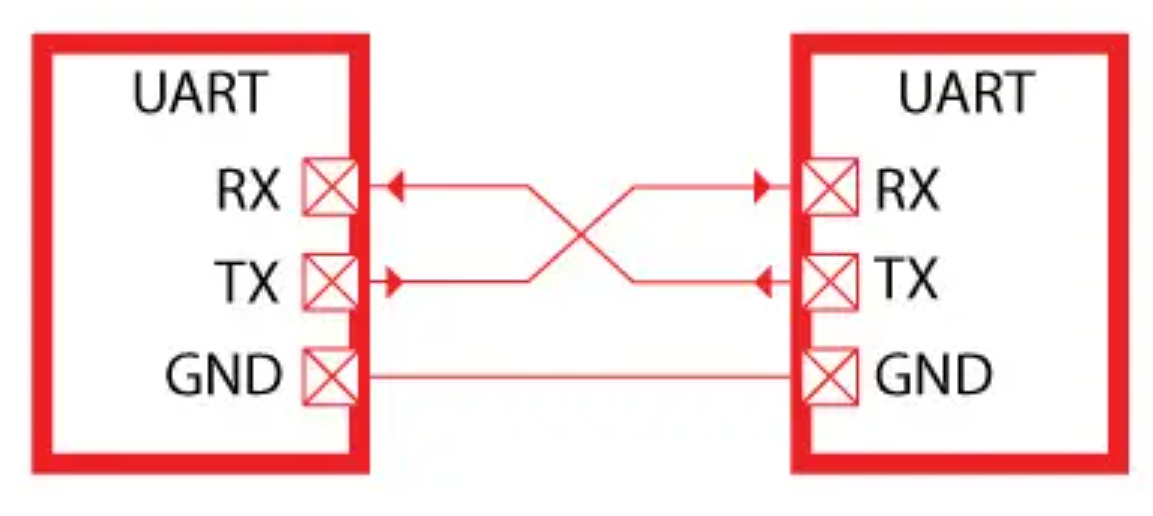 UART
RX
TX
GND
UART
RX
TX
GND